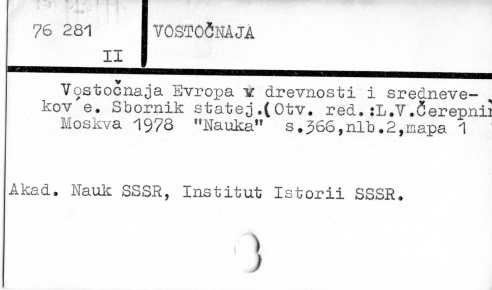 76 281
II
VOSTOČNAJA
Vostočnaja Evropa v drevnosti i sredneve-
kov´e. Sbornik statej.(Otv. red.:L.V.Čerepnin
Moskva 1978 "Nauka" s.366,nlb.2,mapa 1
Akad. Nauk SSSR, Institut Istorii SSSR.